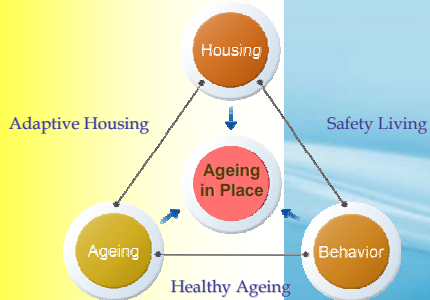 Housing
Adaptive Housing
Safety Living
Ageing
in Place
Ageing
Behavior
Healthy Ageing